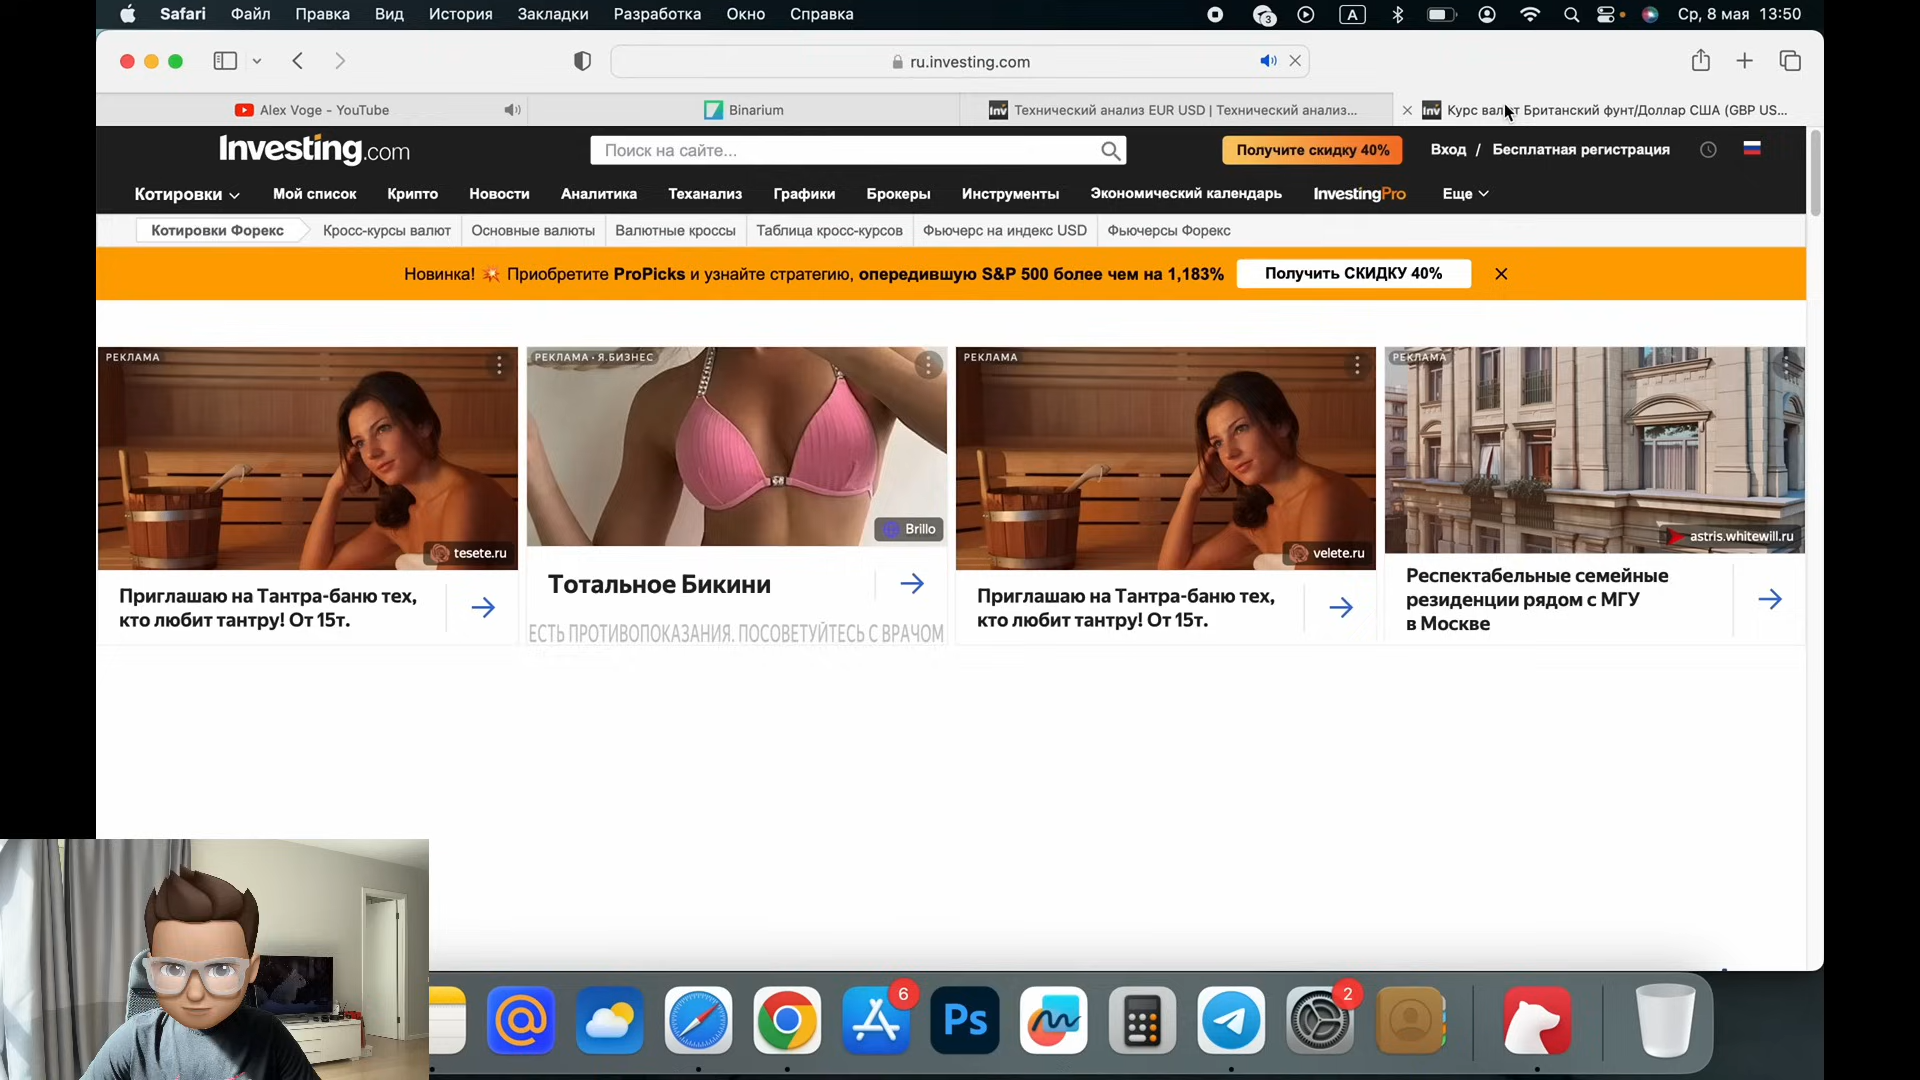 Safari Файл Правка Вид История Закладки Разработка Окно Справка
3 A Ср, 8 мая 13:50
ru.investing.com
Alex Voge - YouTube
Binarium
Inv Технический анализ EUR USD | Технический анализ...
Inv Курс валют Британский фунт/Доллар США (GBP US...
Investing.com
Поиск на сайте...
Получите скидку 40%
Вход / Бесплатная регистрация
Котировки Мой список Крипто Новости Аналитика Теханализ Графики Брокеры Инструменты Экономический календарь InvestingPro Еще
Котировки Форекс Кросс-курсы валют Основные валюты Валютные кроссы Таблица кросс-курсов Фьючерс на индекс USD Фьючерсы Форекс
Новинка! 💥 Приобретите ProPicks и узнайте стратегию, опередившую S&P 500 более чем на 1,183% Получить СКИДКУ 40%
РЕКЛАМА
tesete.ru
Приглашаю на Тантра-баню тех,
кто любит тантру! От 15т.
РЕКЛАМА • Я.БИЗНЕС
Brillo
Тотальное Бикини
ЕСТЬ ПРОТИВОПОКАЗАНИЯ. ПОСОВЕТУЙТЕСЬ С ВРАЧОМ
РЕКЛАМА
velete.ru
Приглашаю на Тантра-баню тех,
кто любит тантру! От 15т.
РЕКЛАМА
astris.whitewill.ru
Респектабельные семейные
резиденции рядом с МГУ
в Москве
@
6
Ps
2